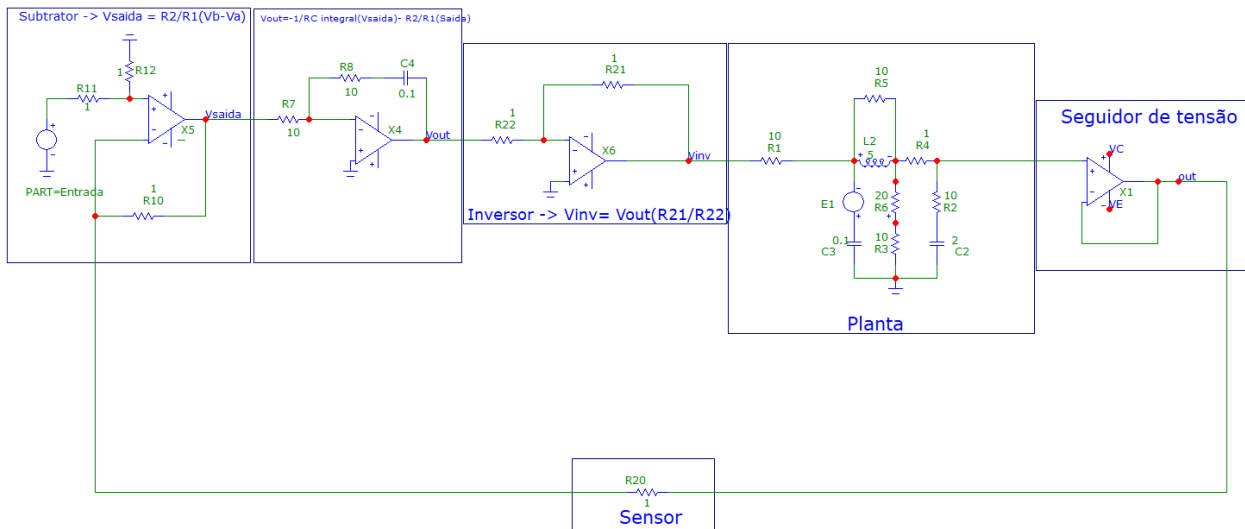 Subtrator -> Vsaida = R2/R1(Vb-Va)
R12
1
R11
1
X5
Vsaida
PART=Entrada
1
R10
Vout=-1/RC integral(Vsaida)- R2/R1(Saida)
R8
10
C4
0.1
R7
10
X4
Vout
1
R21
1
R22
X6
Vinv
Inversor -> Vinv= Vout(R21/R22)
10
R1
10
R5
L2
5
1
R4
E1
20
R6
10
R2
0.1
C3
10
R3
2
C2
Planta
Seguidor de tensão
VC
X1
out
VE
R20
1
Sensor